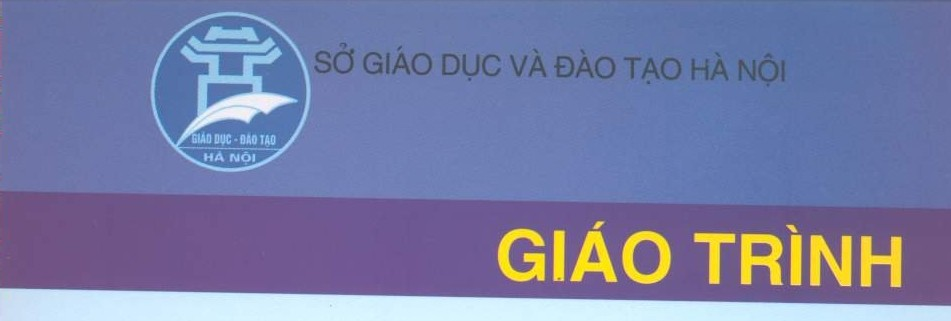 SỞ GIÁO DỤC VÀ ĐÀO TẠO HÀ NỘI
GIÁO DỤC - ĐÀO TẠO
HÀ NỘI
GIÁO TRÌNH